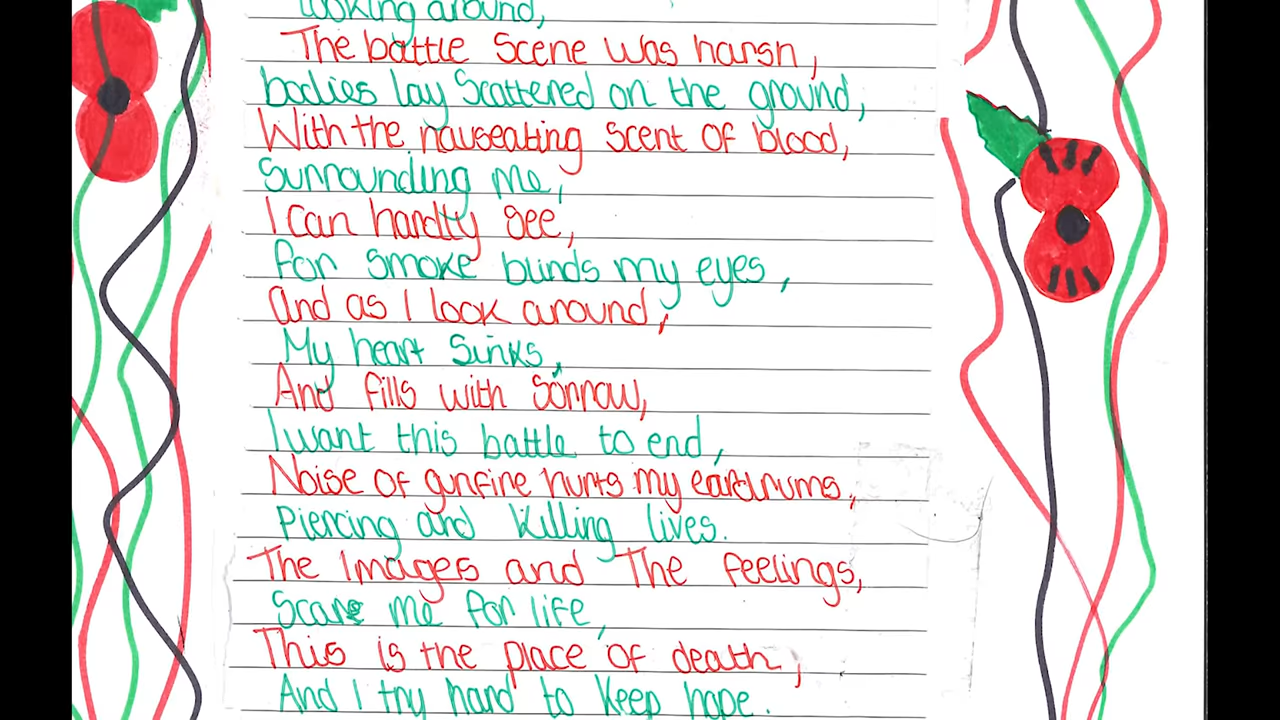 looking around,
The battle scene was harsh,
bodies lay scattered on the ground,
With the nauseating scent of blood,
Surrounding me,
I can hardly see,
for smoke blinds my eyes,
And as I look around,
My heart sinks,
And fills with sorrow,
I want this battle to end,
Noise of gunfire hurts my eardrums,
Piercing and killing lives.
The Images and The feelings,
Scare me for life,
This is the place of death,
And I try hard to keep hope.